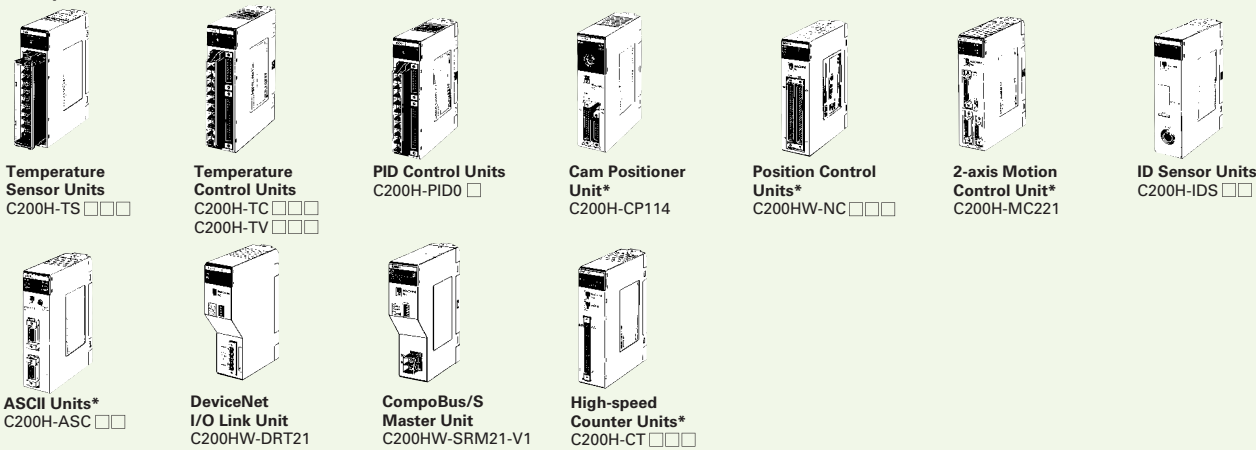 Temperature
Sensor Units
C200H-TS □□□
Temperature
Control Units
C200H-TC □□□
C200H-TV □□□
PID Control Units
C200H-PID0 □
Cam Positioner
Unit*
C200H-CP114
Position Control
Units*
C200HW-NC □□□
2-axis Motion
Control Unit*
C200H-MC221
ID Sensor Units
C200H-IDS □□
ASCII Units*
C200H-ASC □□
DeviceNet
I/O Link Unit
C200HW-DRT21
CompoBus/S
Master Unit
C200HW-SRM21-V1
High-speed
Counter Units*
C200H-CT □□□